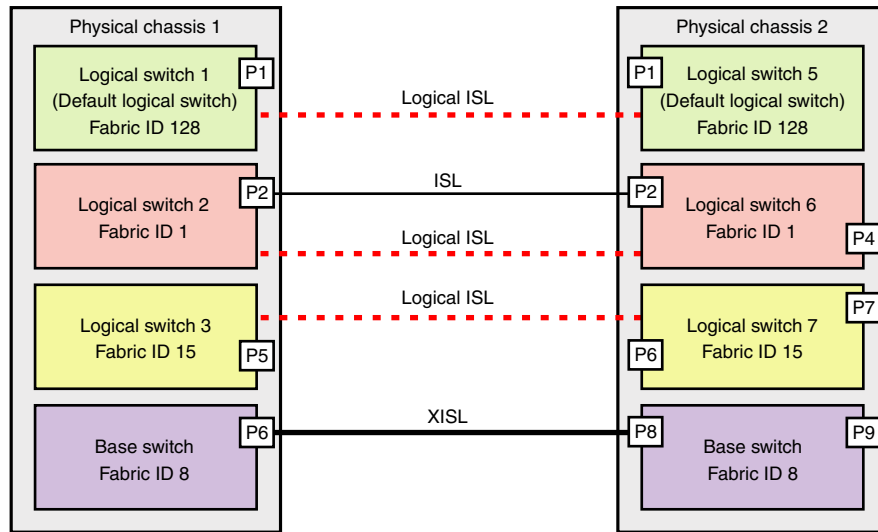 Physical chassis 1
Logical switch 1
(Default logical switch)
Fabric ID 128
P1
Logical switch 2
Fabric ID 1
P2
Logical switch 3
Fabric ID 15
P5
Base switch
Fabric ID 8
P6
Logical ISL
ISL
Logical ISL
Logical ISL
XISL
Physical chassis 2
P1
Logical switch 5
(Default logical switch)
Fabric ID 128
P2
Logical switch 6
Fabric ID 1
P4
P7
Logical switch 7
Fabric ID 15
P6
P8
P9
Base switch
Fabric ID 8